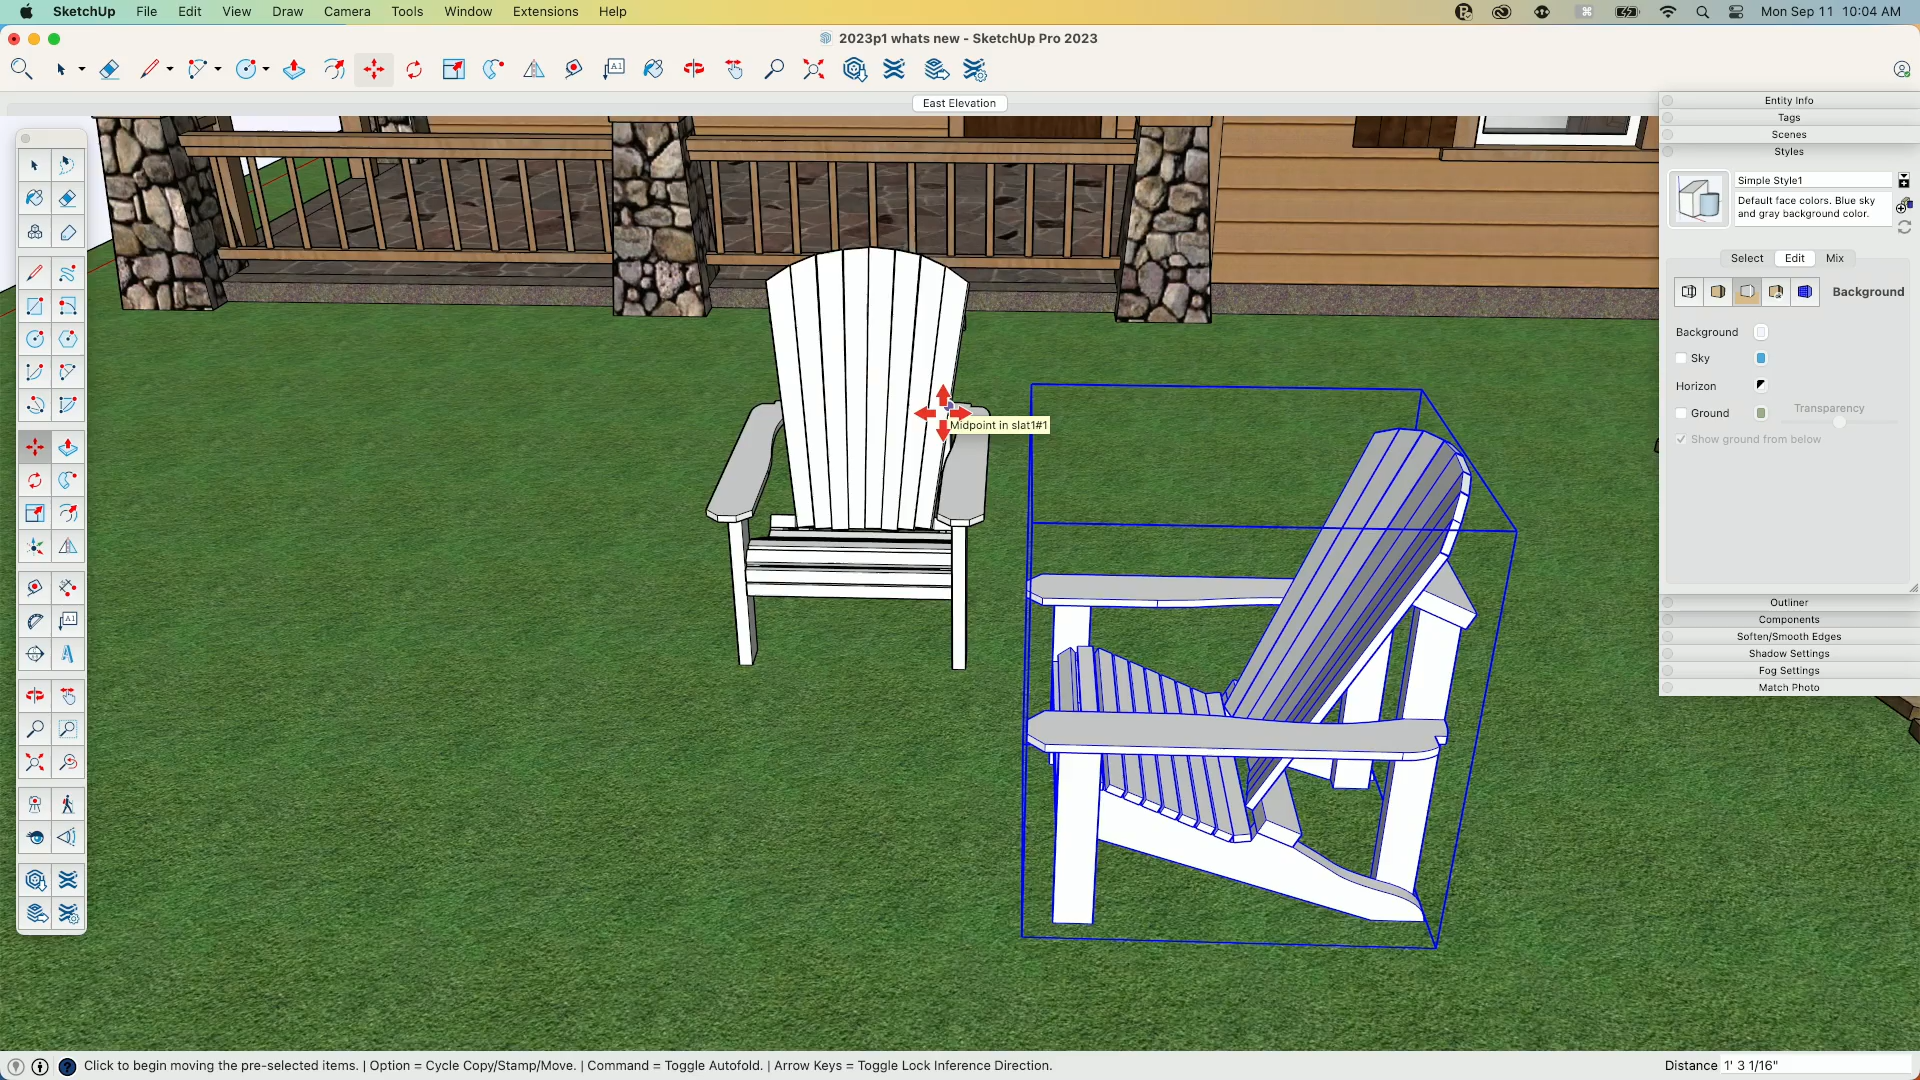 SketchUp File Edit View Draw Camera Tools Window Extensions Help
Mon Sep 11 10:04 AM
2023p1 whats new - SketchUp Pro 2023
A1
East Elevation
Entity Info
Tags
Scenes
Styles
Simple Style1
Default face colors. Blue sky
and gray background color.
Select Edit Mix
Background
Background
Sky
Horizon
Ground
Transparency
Show ground from below
Midpoint in slat1#1
Outliner
Components
Soften/Smooth Edges
Shadow Settings
Fog Settings
Match Photo
A1
A
Click to begin moving the pre-selected items. | Option = Cycle Copy/Stamp/Move. | Command = Toggle Autofold. | Arrow Keys = Toggle Lock Inference Direction.
Distance 1' 3 1/16"